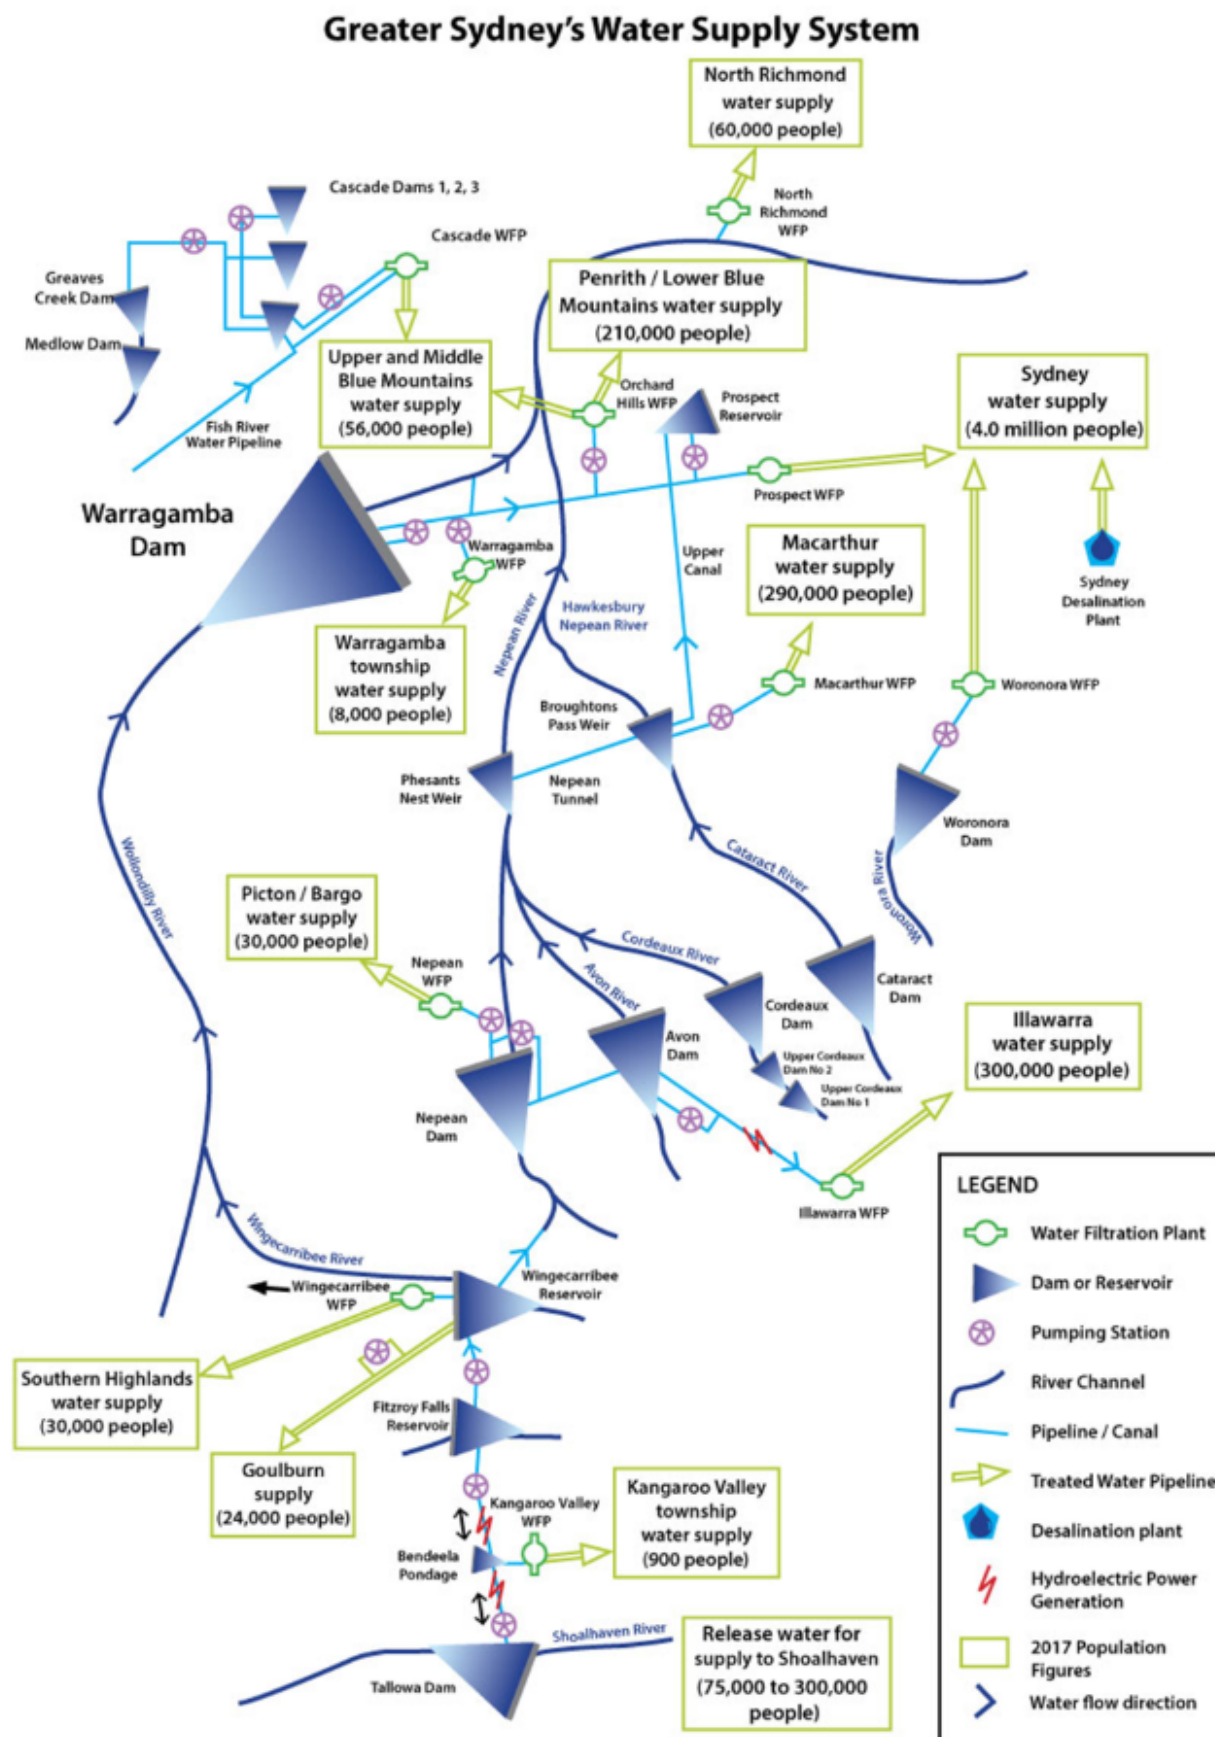 Greater Sydney's Water Supply System
North Richmond
water supply
(60,000 people)
North
Richmond
WFP
Cascade Dams 1, 2, 3
Cascade WFP
Greaves
Creek Dam
Medlow Dam
Fish River
Water Pipeline
Upper and Middle
Blue Mountains
water supply
(56,000 people)
Penrith / Lower Blue
Mountains water supply
(210,000 people)
Orchard
Hills WFP
Prospect
Reservoir
Sydney
water supply
(4.0 million people)
Prospect WFP
Warragamba
Dam
Warragamba
WFP
Warragamba
township
water supply
(8,000 people)
Upper
Canal
Macarthur
water supply
(290,000 people)
Sydney
Desalination
Plant
Nepean River
Hawkesbury
Nepean River
Macarthur WFP
Woronora WFP
Broughtons
Pass Weir
Phesants
Nest Weir
Nepean
Tunnel
Woronora
Dam
Woronora River
Wollondilly River
Cataract River
Picton / Bargo
water supply
(30,000 people)
Nepean
WFP
Cordeaux River
Avon River
Cataract
Dam
Cordeaux
Dam
Avon
Dam
Upper Cordeaux
Dam No 2
Upper Cordeaux
Dam No 1
Illawarra
water supply
(300,000 people)
Nepean
Dam
Illawarra WFP
Wingecarribee River
Wingecarribee
WFP
Wingecarribee
Reservoir
Southern Highlands
water supply
(30,000 people)
Goulburn
supply
(24,000 people)
Fitzroy Falls
Reservoir
Kangaroo Valley
WFP
Kangaroo Valley
township
water supply
(900 people)
Bendeela
Pondage
Shoalhaven River
Tallowa Dam
Release water for
supply to Shoalhaven
(75,000 to 300,000
people)
LEGEND
Water Filtration Plant
Dam or Reservoir
Pumping Station
River Channel
Pipeline / Canal
Treated Water Pipeline
Desalination plant
Hydroelectric Power
Generation
2017 Population
Figures
Water flow direction